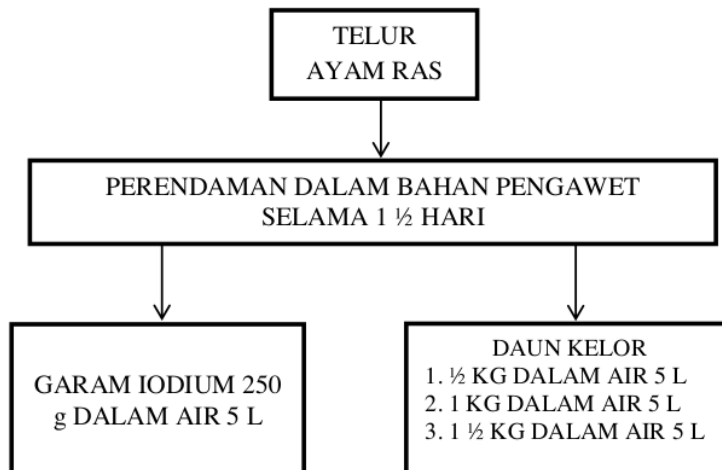 TELUR
AYAM RAS
PERENDAMAN DALAM BAHAN PENGAWET
SELAMA 1 ½ HARI
GARAM IODIUM 250
g DALAM AIR 5 L
DAUN KELOR
1. ½ KG DALAM AIR 5 L
2. 1 KG DALAM AIR 5 L
3. 1 ½ KG DALAM AIR 5 L